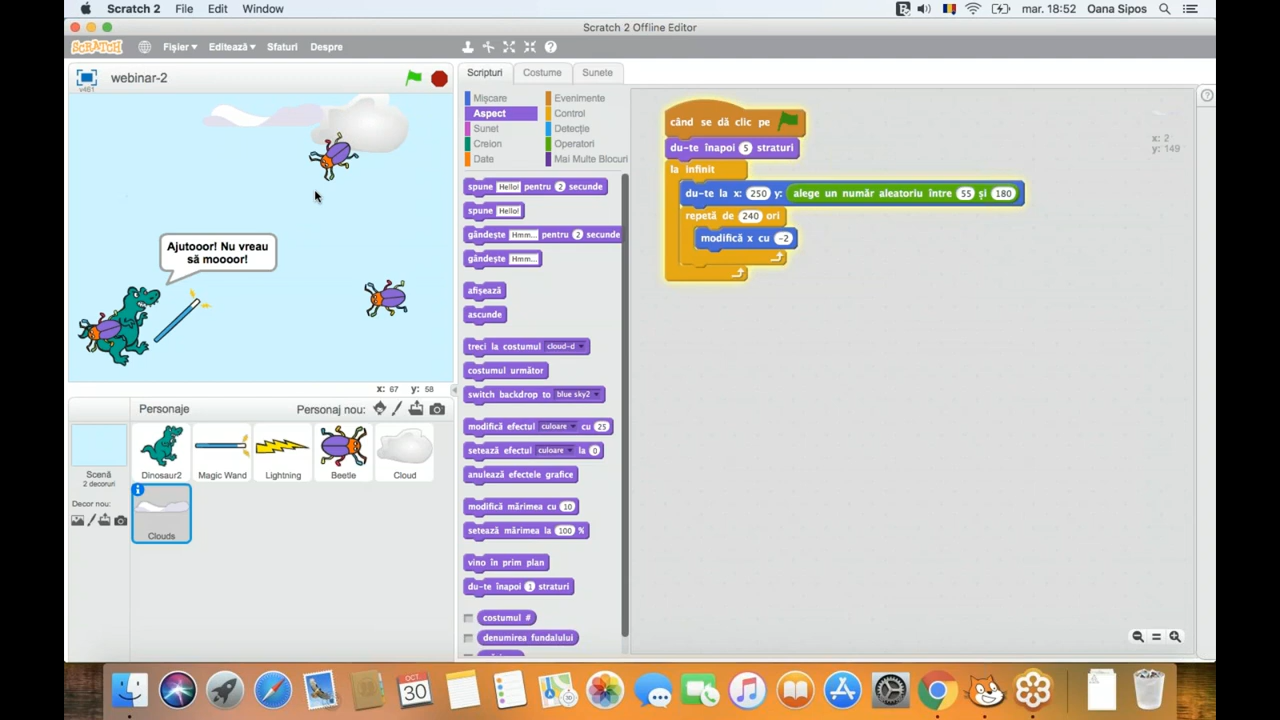 Scratch 2 File Edit Window mar. 18:52 Oana Sipos
Scratch 2 Offline Editor
SCRATCH Fișier Editează Sfaturi Despre
webinar-2
v461
Scripturi Costume Sunete
Mișcare Evenimente
Aspect Control
Sunet Detecție
Creion Operatori
Date Mai Multe Blocuri
spune Hello! pentru 2 secunde
spune Hello!
gândește Hmm... pentru 2 secunde
gândește Hmm...
afișează
ascunde
treci la costumul cloud-d
costumul următor
switch backdrop to blue sky2
modifică efectul culoare cu 25
setează efectul culoare la 0
anulează efectele grafice
modifică mărimea cu 10
setează mărimea la 100 %
vino în prim plan
du-te înapoi 1 straturi
costumul #
denumirea fundalului
când se dă clic pe
du-te înapoi 5 straturi
la infinit
du-te la x: 250 y: alege un număr aleatoriu între 55 și 180
repetă de 240 ori
modifică x cu -2
x: 2
y: 149
?
Ajutooor! Nu vreau
să moooor!
x: 67 y: 58
Personaje Personaj nou:
Scenă
2 decoruri
Decor nou:
Dinosaur2 Magic Wand Lightning Beetle Cloud
i
Clouds
OCT
30